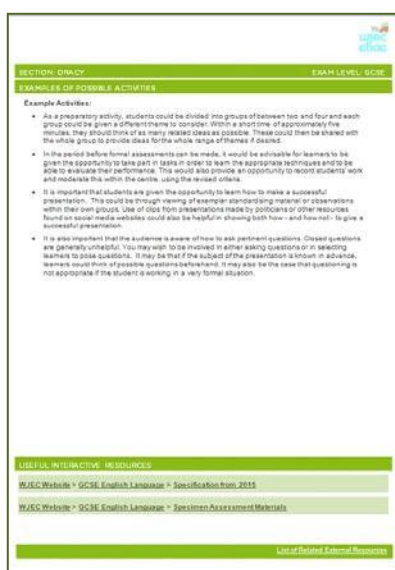 wjec
cbac
SECTION: ORACY EXAM LEVEL: GCSE
EXAMPLES OF POSSIBLE ACTIVITIES
Example Activities:
• As a preparatory activity, students could be divided into groups of between two and four and each
group could be given a different theme to consider. Within a short time of approximately five
minutes, they should think of as many related ideas as possible. These could then be shared with
the whole group to provide ideas for the whole range of themes if desired.
• In the period before formal assessments can be made, it would be advisable for learners to be
given the opportunity to take part in tasks in order to learn the appropriate techniques and to be
able to evaluate their performance. This would also provide an opportunity to record students' work
and moderate this within the centre, using the revised criteria.
• It is important that students are given the opportunity to learn how to make a successful
presentation. This could be through viewing of exemplar standardising material or observations
within their own groups. Use of clips from presentations made by politicians or other resources
found on social media websites could also be helpful in showing both how - and how not - to give a
successful presentation.
• It is also important that the audience is aware of how to ask pertinent questions. Closed questions
are generally unhelpful. You may wish to be involved in either asking questions or in selecting
learners to pose questions. It may be that if the subject of the presentation is known in advance,
learners could think of possible questions beforehand. It may also be the case that questioning is
not appropriate if the student is working in a very formal situation.
USEFUL INTERACTIVE RESOURCES
WJEC Website > GCSE English Language > Specification from 2015
WJEC Website > GCSE English Language > Specimen Assessment Materials
List of Related External Resources